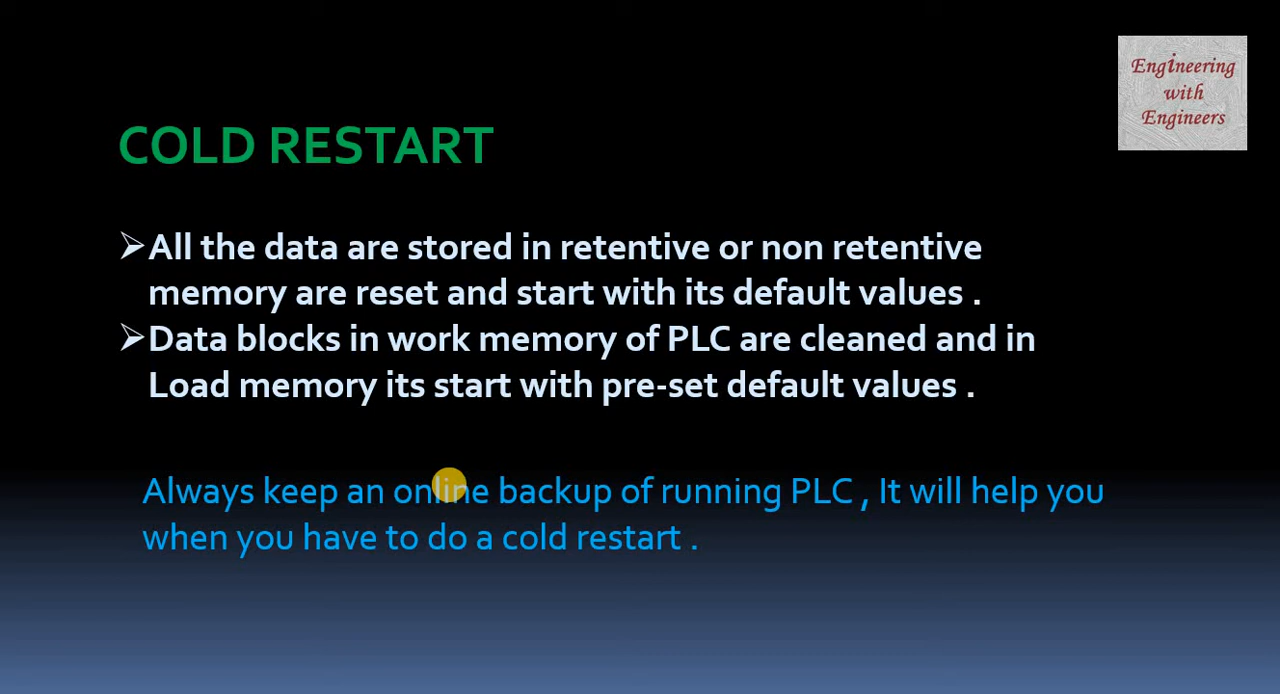 Engineering
with
Engineers
COLD RESTART
➢All the data are stored in retentive or non retentive
memory are reset and start with its default values .
➢Data blocks in work memory of PLC are cleaned and in
Load memory its start with pre-set default values .
Always keep an online backup of running PLC , It will help you
when you have to do a cold restart .